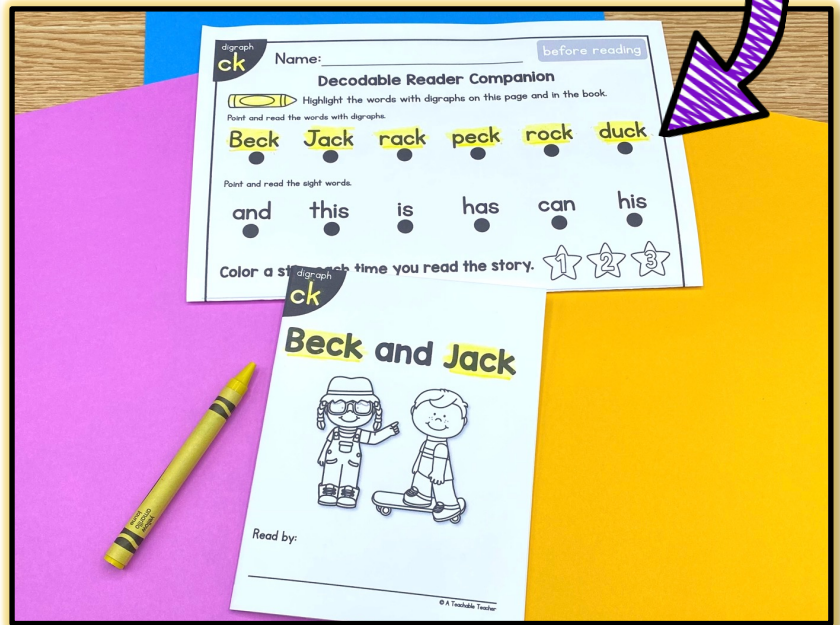 digraph
ck
Name:
before reading
Decodable Reader Companion
Highlight the words with digraphs on this page and in the book.
Point and read the words with digraphs.
Beck Jack rack peck rock duck
Point and read the sight words.
and this is has can his
Color a each time you read the story. 1 2 3
digraph
ck
Beck and Jack
Read by:
© A Teachable Teacher
yellow
amarillo
jaune